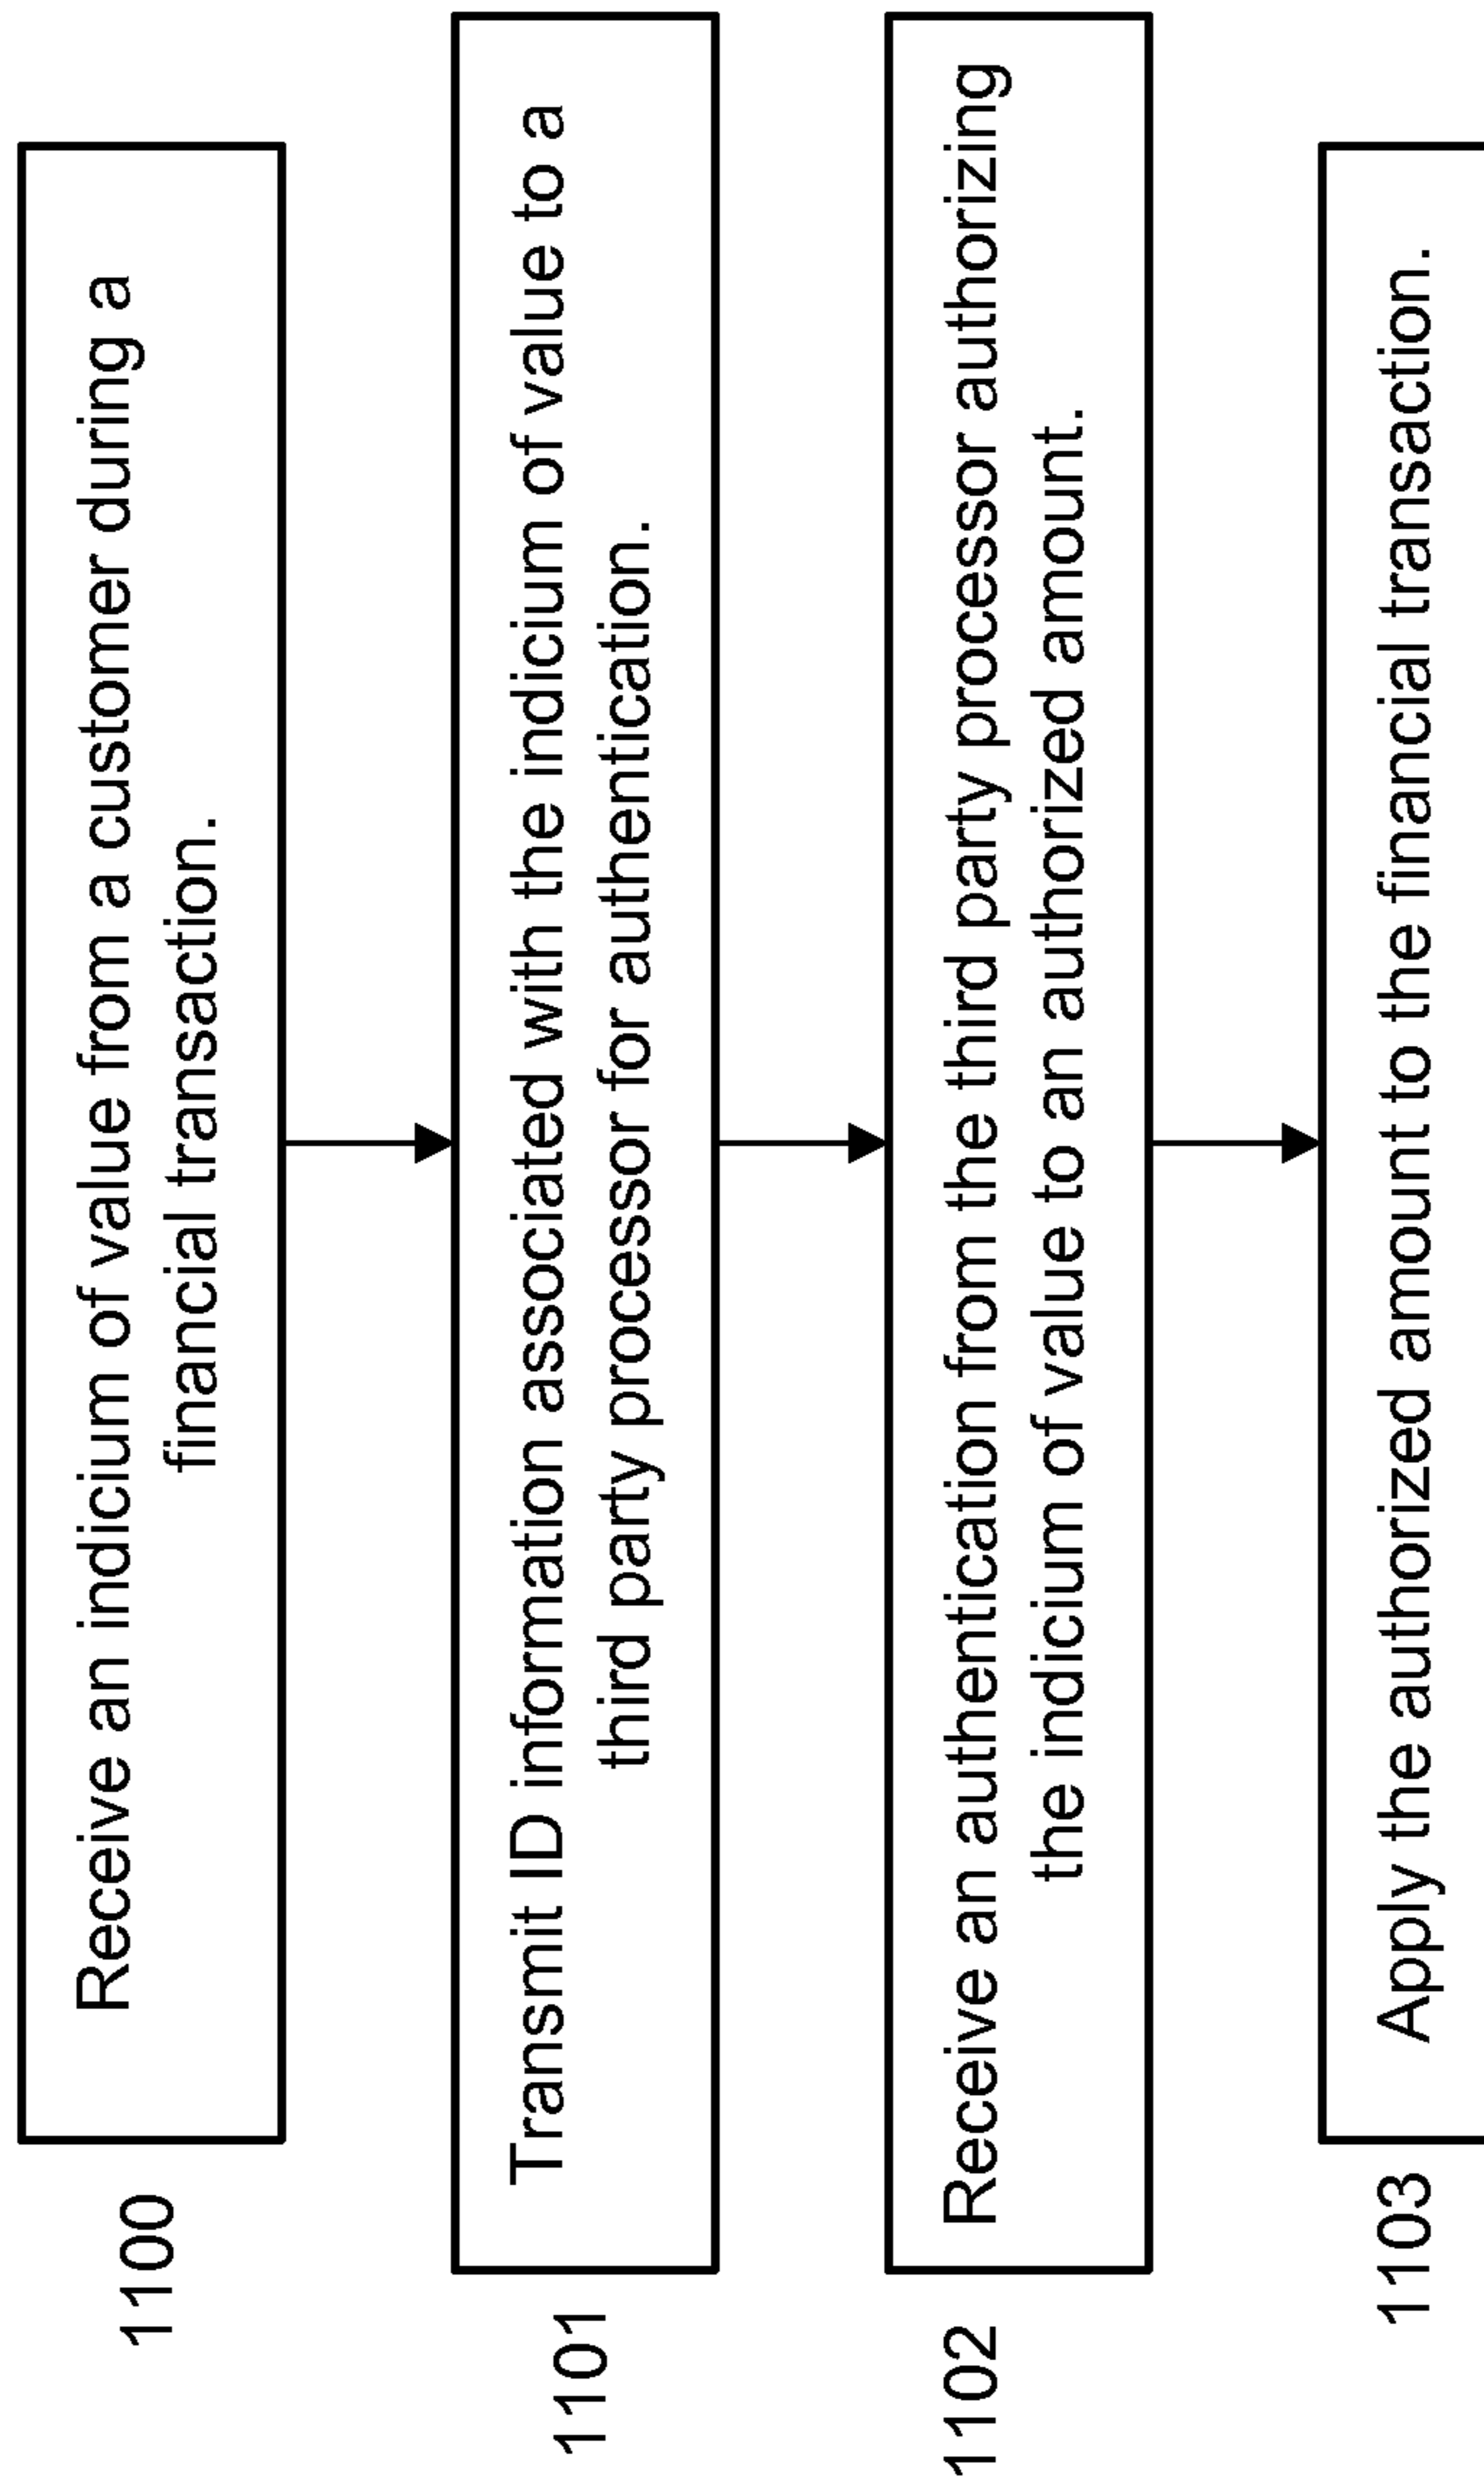 1100
Receive an indicium of value from a customer during a
financial transaction.
1101
Transmit ID information associated with the indicium of value to a
third party processor for authentication.
1102
Receive an authentication from the third party processor authorizing
the indicium of value to an authorized amount.
1103
Apply the authorized amount to the financial transaction.